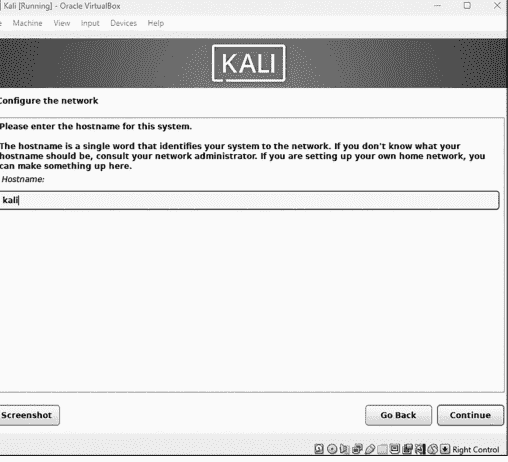 Kali [Running] - Oracle VirtualBox
Machine View Input Devices Help
KALI
Configure the network
Please enter the hostname for this system.
The hostname is a single word that identifies your system to the network. If you don't know what your
hostname should be, consult your network administrator. If you are setting up your own home network, you
can make something up here.
Hostname:
kali
Screenshot Go Back Continue
Right Control